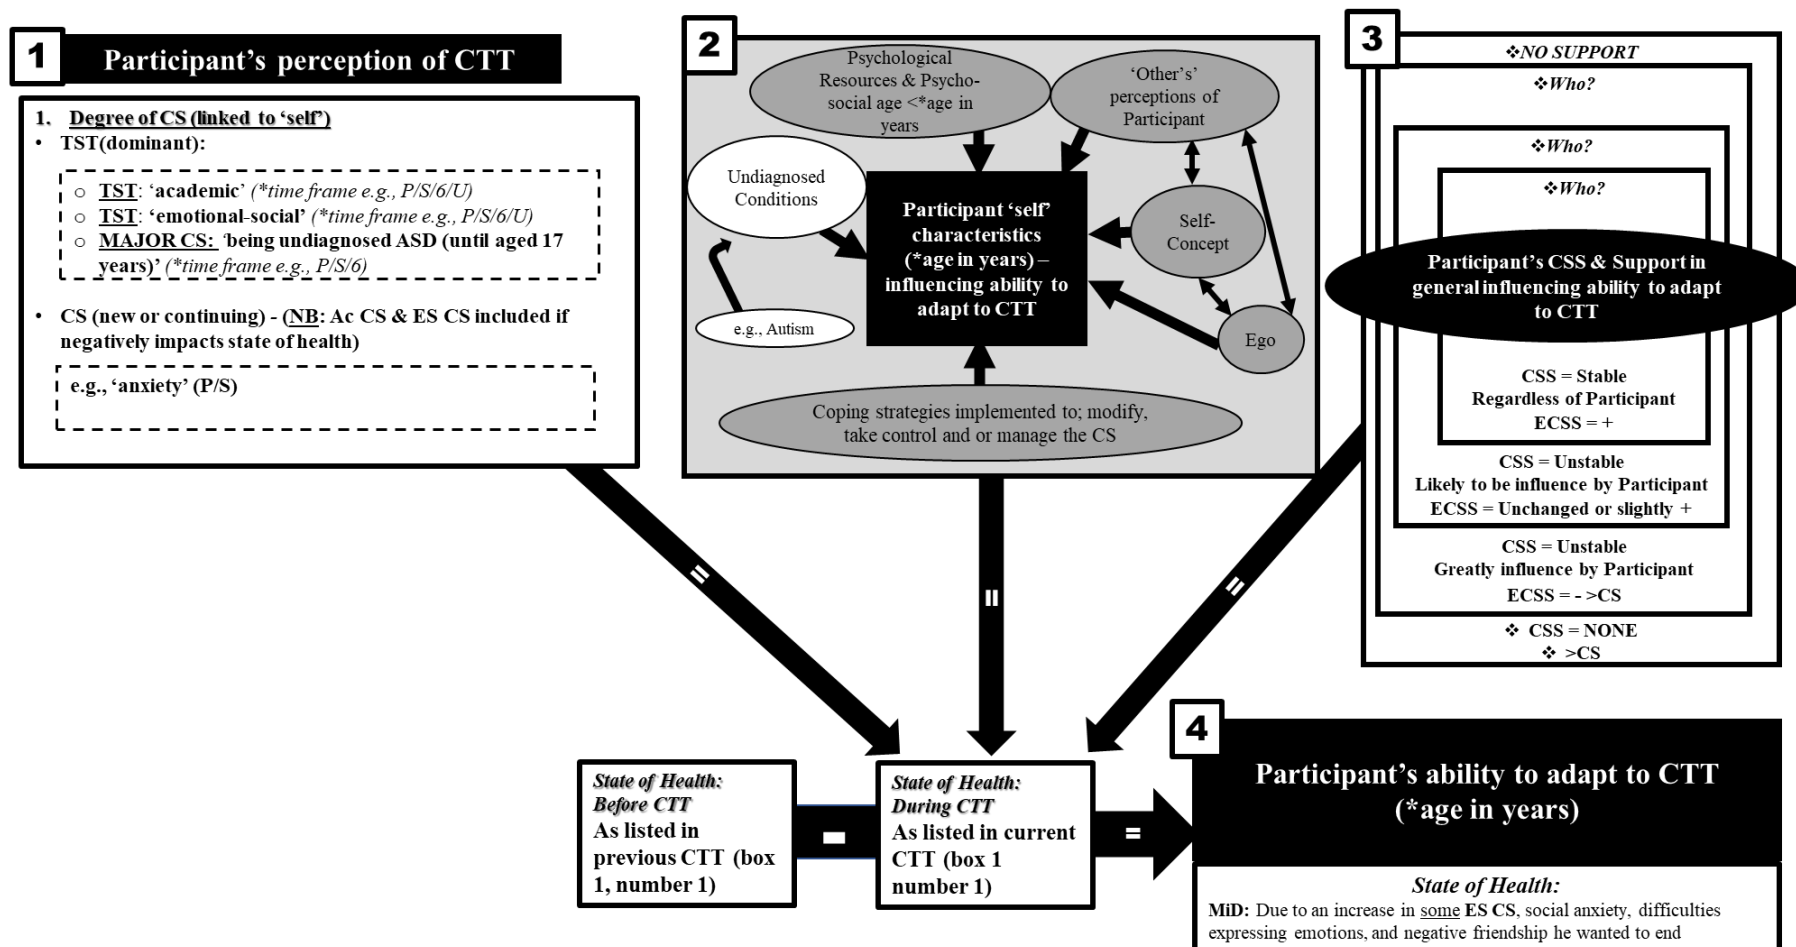 1
Participant’s perception of CTT
1. Degree of CS (linked to ‘self’)
• TST(dominant):
o TST: ‘academic’ (*time frame e.g., P/S/6/U)
o TST: ‘emotional-social’ (*time frame e.g., P/S/6/U)
o MAJOR CS: ‘being undiagnosed ASD (until aged 17
years)’ (*time frame e.g., P/S/6)
• CS (new or continuing) - (NB: Ac CS & ES CS included if
negatively impacts state of health)
e.g., ‘anxiety’ (P/S)
2
Psychological
Resources & Psycho-
social age <*age in
years
‘Other’s’
perceptions of
Participant
Undiagnosed
Conditions
e.g., Autism
Participant ‘self’
characteristics
(*age in years) –
influencing ability to
adapt to CTT
Self-
Concept
Ego
Coping strategies implemented to; modify,
take control and or manage the CS
3
❖NO SUPPORT
❖Who?
❖Who?
❖Who?
Participant’s CSS & Support in
general influencing ability to adapt
to CTT
CSS = Stable
Regardless of Participant
ECSS = +
CSS = Unstable
Likely to be influence by Participant
ECSS = Unchanged or slightly +
CSS = Unstable
Greatly influence by Participant
ECSS = - >CS
❖ CSS = NONE
❖ >CS
=
=
=
State of Health:
Before CTT
As listed in
previous CTT (box
1, number 1)
-
State of Health:
During CTT
As listed in current
CTT (box 1
number 1)
=
4
Participant’s ability to adapt to CTT
(*age in years)
State of Health:
MiD: Due to an increase in some ES CS, social anxiety, difficulties
expressing emotions, and negative friendship he wanted to end